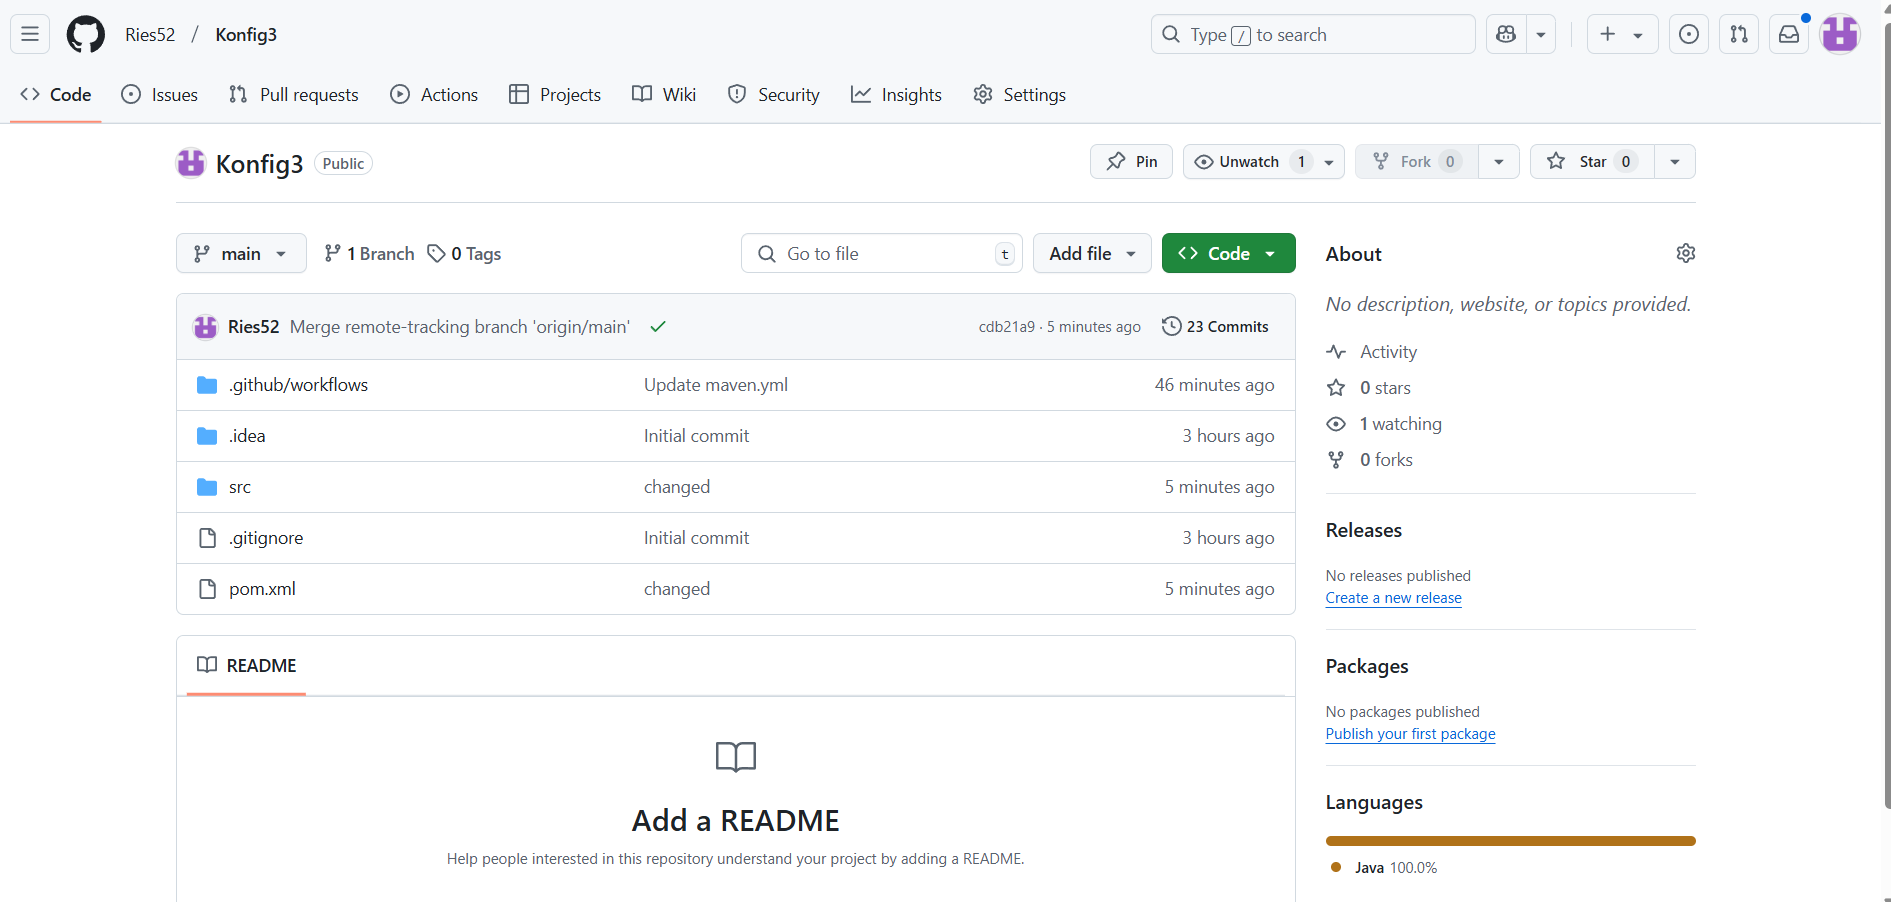 Ries52 / Konfig3
Type / to search
Code
Issues
Pull requests
Actions
Projects
Wiki
Security
Insights
Settings
Konfig3 Public
Pin
Unwatch 1
Fork 0
Star 0
main
1 Branch
0 Tags
Go to file t
Add file
Code
Ries52 Merge remote-tracking branch 'origin/main' cdb21a9 · 5 minutes ago 23 Commits
.github/workflows Update maven.yml 46 minutes ago
.idea Initial commit 3 hours ago
src changed 5 minutes ago
.gitignore Initial commit 3 hours ago
pom.xml changed 5 minutes ago
README
Add a README
Help people interested in this repository understand your project by adding a README.
About
No description, website, or topics provided.
Activity
0 stars
1 watching
0 forks
Releases
No releases published
Create a new release
Packages
No packages published
Publish your first package
Languages
Java 100.0%